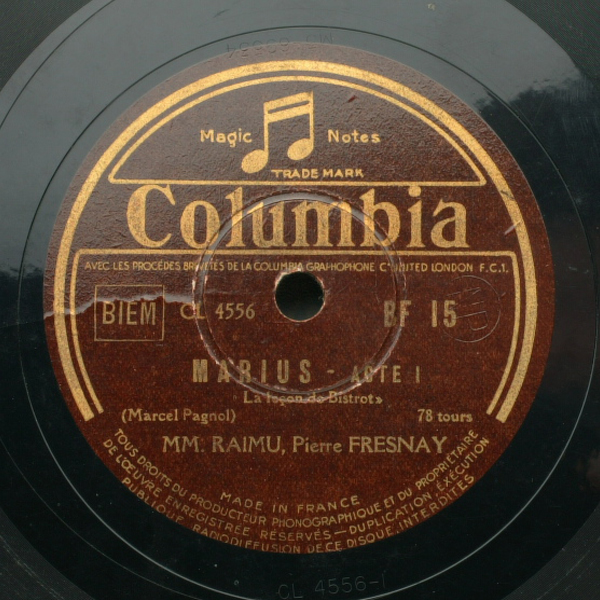 Magic Notes
TRADE MARK
Columbia
AVEC LES PROCÉDÉS BREVETÉS DE LA COLUMBIA GRAPHOPHONE Cº LIMITED LONDON F.C.1.
BIEM CL 4556 BF 15
MARIUS - ACTE I
"La leçon de Bistrot»
(Marcel Pagnol) 78 tours
MM. RAIMU, Pierre FRESNAY
MADE IN FRANCE
TOUS DROITS DU PRODUCTEUR PHONOGRAPHIQUE ET DU PROPRIÉTAIRE
DE L'ŒUVRE ENREGISTRÉE RÉSERVÉS — DUPLICATION EXÉCUTION
PUBLIQUE RADIODIFFUSION DE CE DISQUE INTERDITES
CL 4556-1